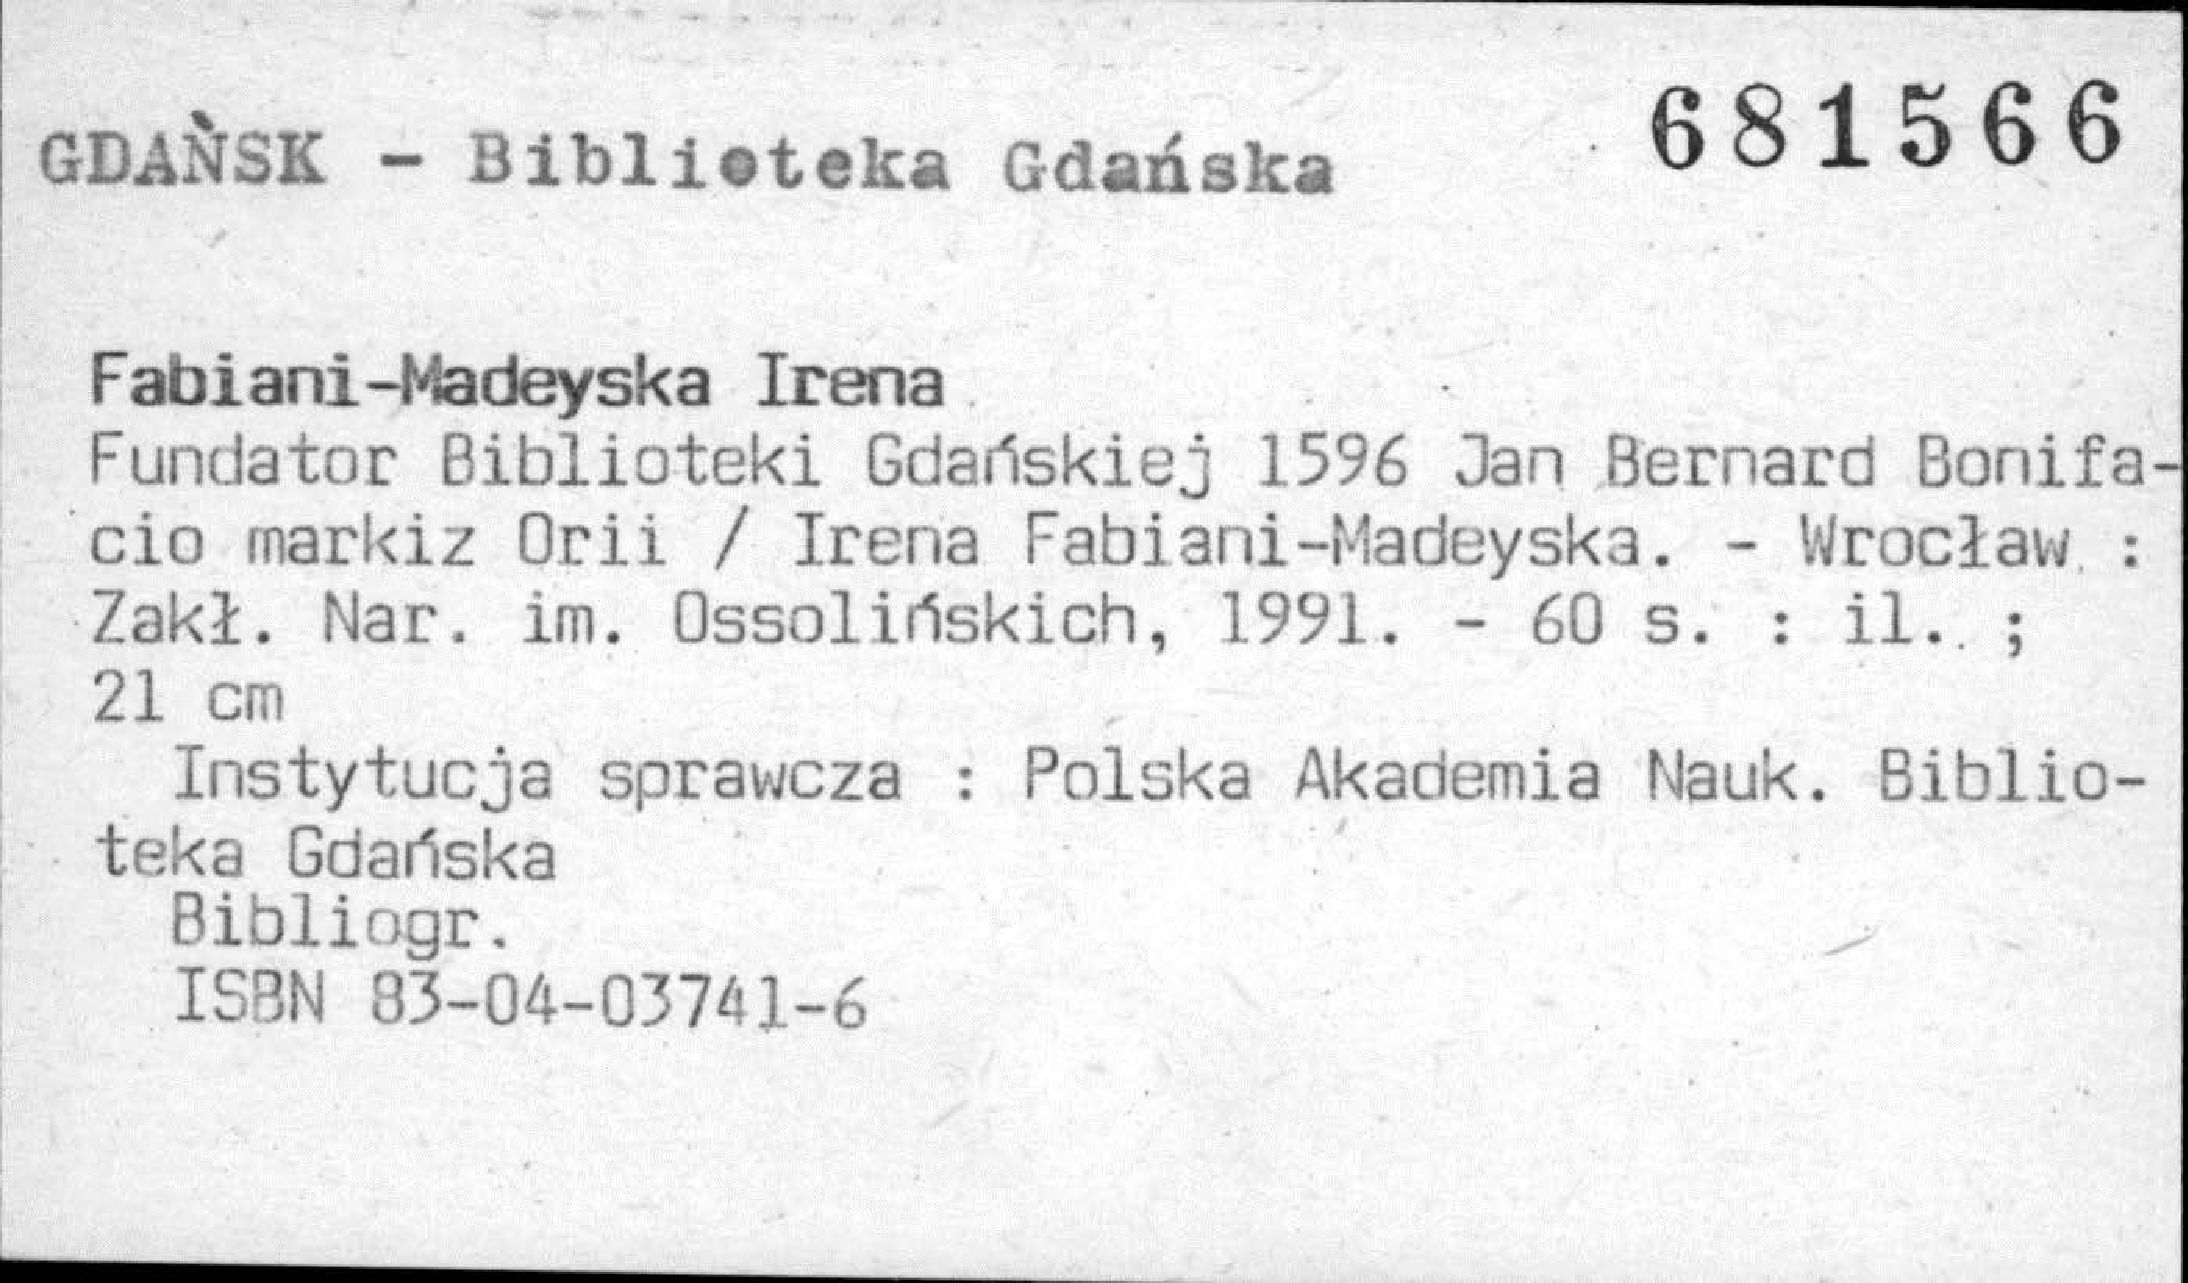 681566
GDAŃSK - Biblioteka Gdańska
Fabiani-Madeyska Irena
Fundator Biblioteki Gdańskiej 1596 Jan Bernard Bonifa-
cio markiz Orii / Irena Fabiani-Madeyska. - Wrocław :
Zakł. Nar. im. Ossolińskich, 1991. - 60 s. : il. ;
21 cm
Instytucja sprawcza : Polska Akademia Nauk. Biblio-
teka Gdańska
Bibliogr.
ISBN 83-04-03741-6